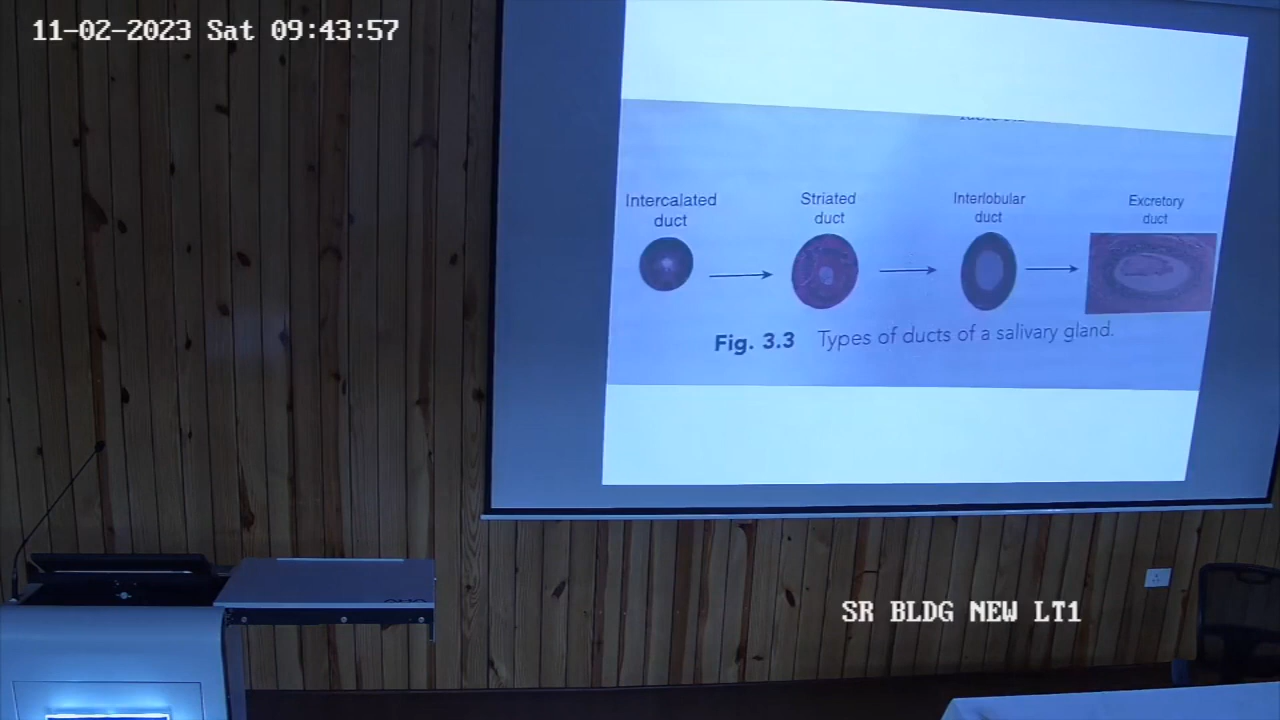 11-02-2023 Sat 09:43:57
Intercalated
duct
Striated
duct
Interlobular
duct
Excretory
duct
Fig. 3.3 Types of ducts of a salivary gland.
SR BLDG NEW LT1